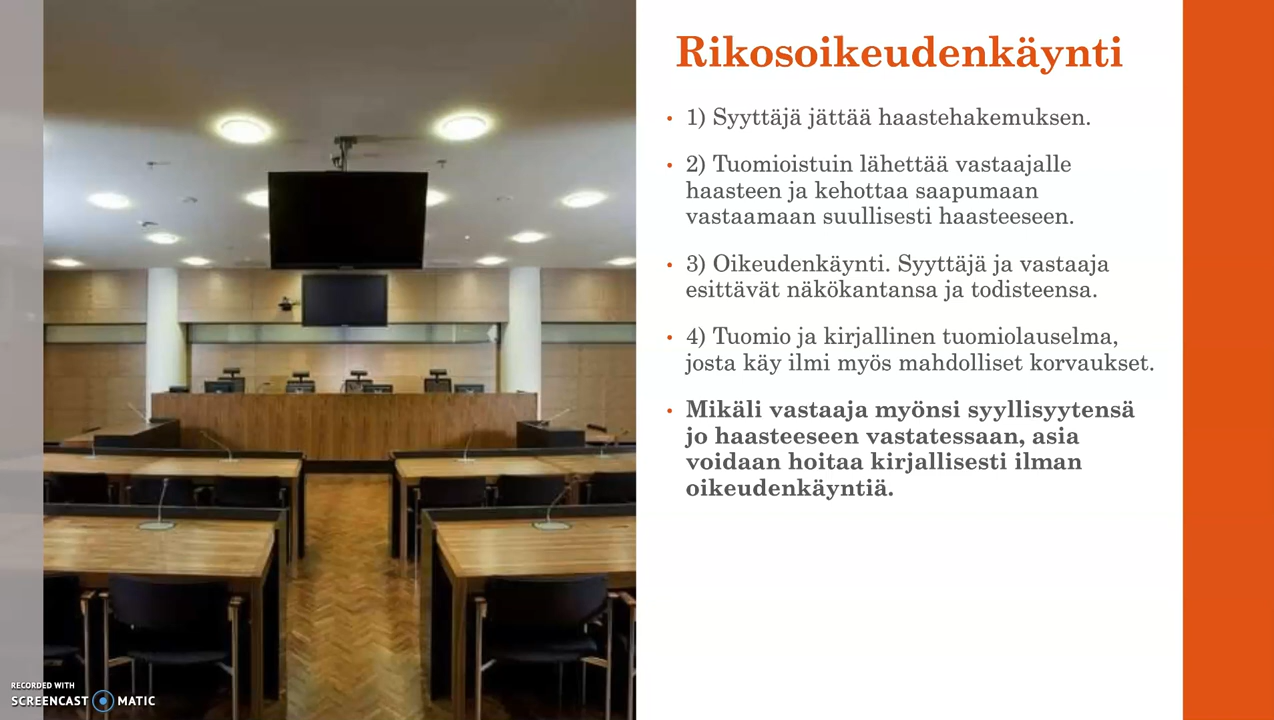 Rikosoikeudenkäynti
• 1) Syyttäjä jättää haastehakemuksen.
• 2) Tuomioistuin lähettää vastaajalle
haasteen ja kehottaa saapumaan
vastaamaan suullisesti haasteeseen.
• 3) Oikeudenkäynti. Syyttäjä ja vastaaja
esittävät näkökantansa ja todisteensa.
• 4) Tuomio ja kirjallinen tuomiolauselma,
josta käy ilmi myös mahdolliset korvaukset.
• Mikäli vastaaja myönsi syyllisyytensä
jo haasteeseen vastatessaan, asia
voidaan hoitaa kirjallisesti ilman
oikeudenkäyntiä.
RECORDED WITH
SCREENCAST MATIC